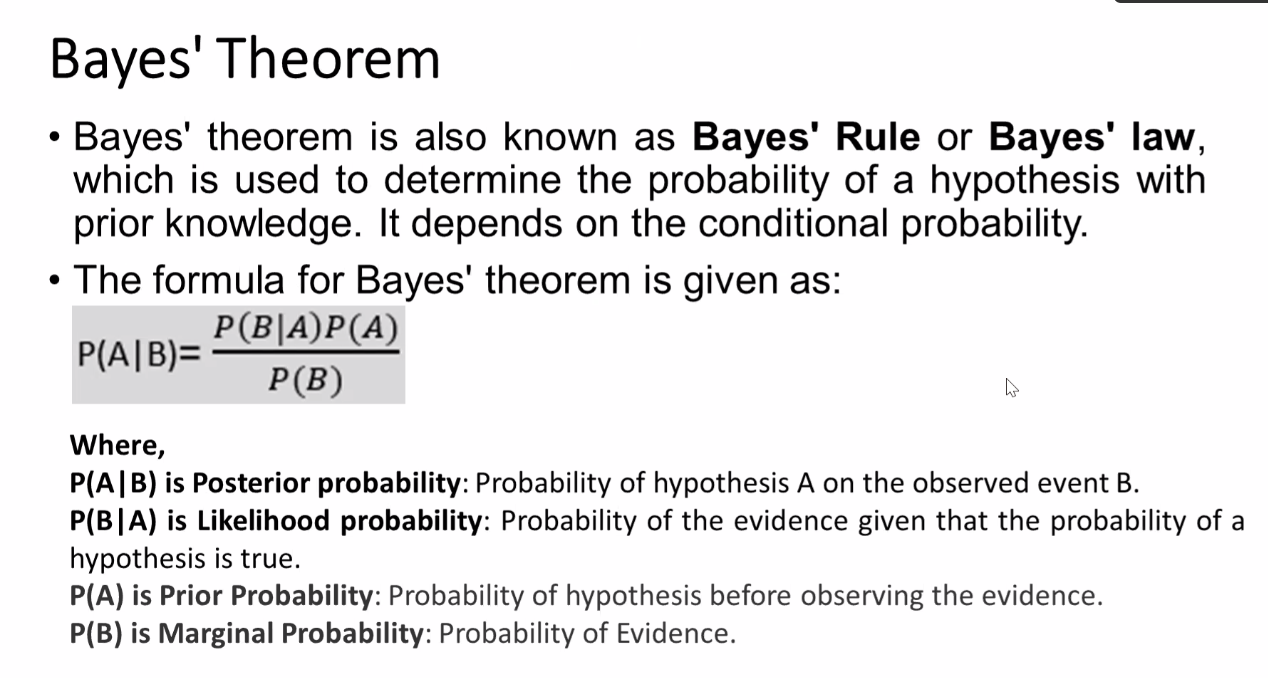 Bayes' Theorem
• Bayes' theorem is also known as Bayes' Rule or Bayes' law,
which is used to determine the probability of a hypothesis with
prior knowledge. It depends on the conditional probability.
• The formula for Bayes' theorem is given as:
P(A|B)= P(B|A)P(A)
P(B)
Where,
P(A|B) is Posterior probability: Probability of hypothesis A on the observed event B.
P(B|A) is Likelihood probability: Probability of the evidence given that the probability of a
hypothesis is true.
P(A) is Prior Probability: Probability of hypothesis before observing the evidence.
P(B) is Marginal Probability: Probability of Evidence.